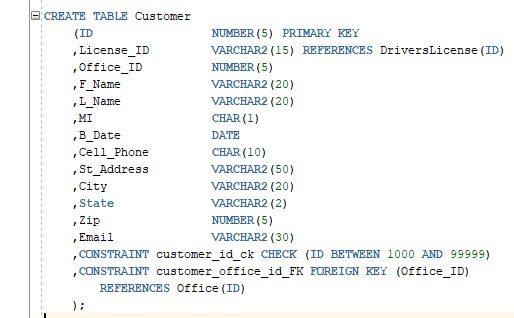 CREATE TABLE Customer
(ID NUMBER(5) PRIMARY KEY
,License_ID VARCHAR2(15) REFERENCES DriversLicense(ID)
,Office_ID NUMBER(5)
,F_Name VARCHAR2(20)
,L_Name VARCHAR2(20)
,MI CHAR(1)
,B_Date DATE
,Cell_Phone CHAR(10)
,St_Address VARCHAR2(50)
,City VARCHAR2(20)
,State VARCHAR2(2)
,Zip NUMBER(5)
,Email VARCHAR2(30)
,CONSTRAINT customer_id_ck CHECK (ID BETWEEN 1000 AND 99999)
,CONSTRAINT customer_office_id_FK FOREIGN KEY (Office_ID)
REFERENCES Office(ID)
);